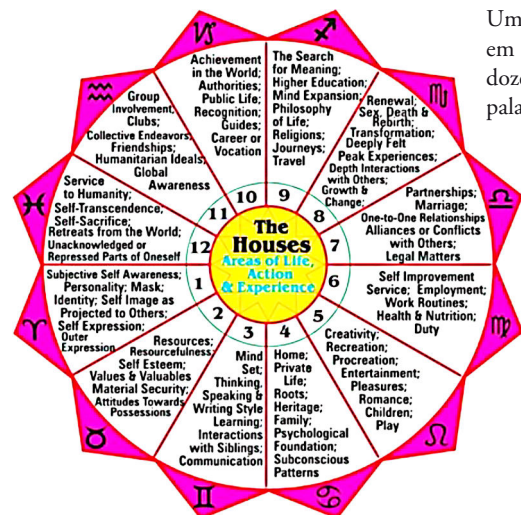 Um
em
doze
pala
Achievement
in the World;
Authorities;
Public Life;
Recognition;
Guides;
Career or
Vocation
The Search
for Meaning;
Higher Education;
Mind Expansion;
Philosophy
of Life;
Religions;
Journeys;
Travel
Renewal;
Sex, Death &
Rebirth;
Transformation;
Deeply Felt
Peak Experiences;
Depth Interactions
with Others;
Growth &
Change;
Partnerships;
Marriage;
One-to-One Relationships
Alliances or Conflicts
with Others;
Legal Matters
Self Improvement
Service; Employment;
Work Routines;
Health & Nutrition;
Duty
Creativity;
Recreation;
Procreation;
Entertainment;
Pleasures;
Romance;
Children;
Play
Home;
Private
Life;
Roots;
Heritage;
Family;
Psychological
Foundation;
Subconscious
Patterns
Mind
Set;
Thinking,
Speaking &
Writing Style
Learning;
Interactions
with Siblings;
Communication
Resources;
Resourcefulness;
Self Esteem;
Values & Valuables
Material Security;
Attitudes Towards
Possessions
Subjective Self Awareness;
Personality; Mask;
Identity; Self Image as
Projected to Others;
Self Expression;
Outer
Expression
Service
to Humanity;
Self-Transcendence,
Self-Sacrifice;
Retreats from the World;
Unacknowledged or
Repressed Parts of Oneself
Group
Involvement,
Clubs;
Collective Endeavors,
Friendships;
Humanitarian Ideals;
Global
Awareness
10
9
8
7
6
5
4
3
2
1
12
11
The
Houses
Areas of Life,
Action
& Experience
♑
♐
♏
♎
♍
♌
♋
♊
♉
♈
♓
♒